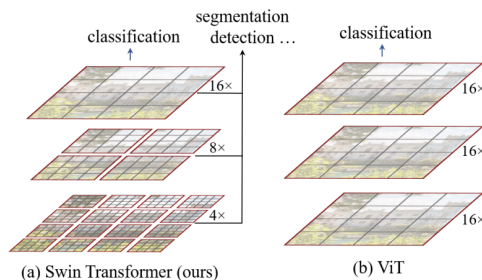 segmentation
classification
detection ...
classification
16×
8×
4×
16×
16×
16×
(a) Swin Transformer (ours)
(b) ViT